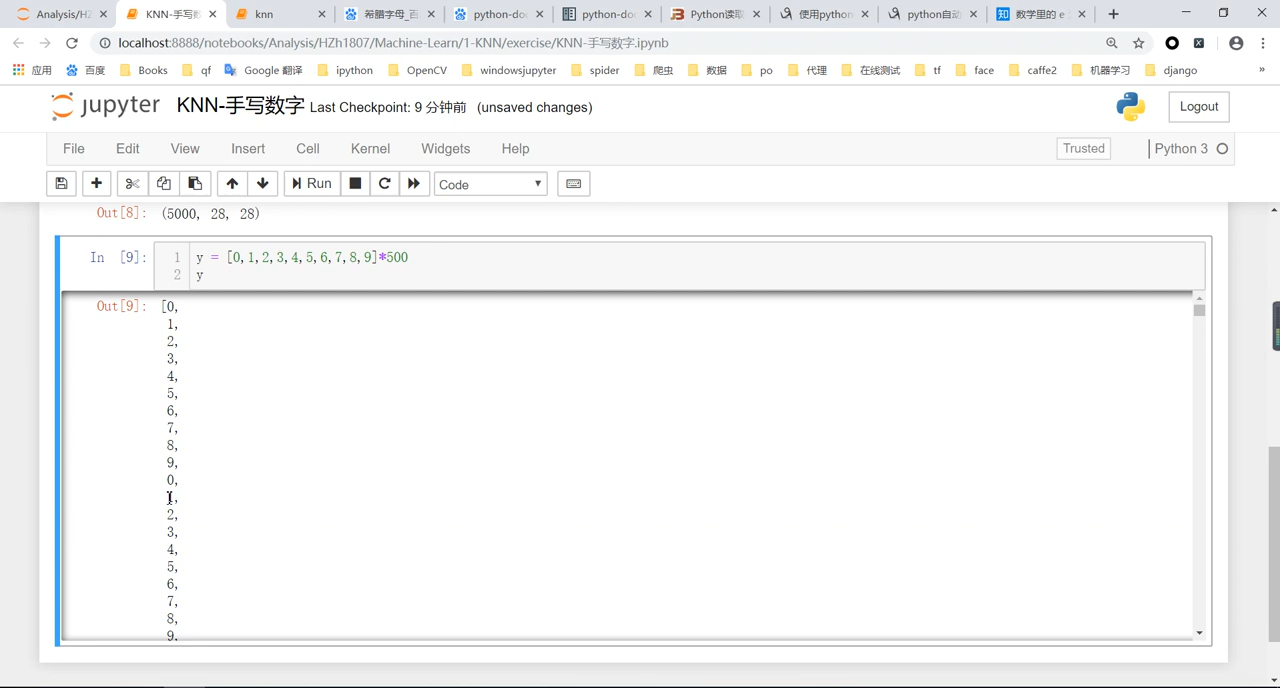 Analysis/HZ
KNN-手写数
knn
希腊字母_百
python-do
python-doc
Python读取
使用python
python自动
数学里的 e
localhost:8888/notebooks/Analysis/HZh1807/Machine-Learn/1-KNN/exercise/KNN-手写数字.ipynb
应用 百度 Books qf Google 翻译 ipython OpenCV windowsjupyter spider 爬虫 数据 po 代理 在线测试 tf face caffe2 机器学习 django »
jupyter KNN-手写数字 Last Checkpoint: 9 分钟前 (unsaved changes) Logout
File Edit View Insert Cell Kernel Widgets Help Trusted Python 3
Run Code
Out[8]: (5000, 28, 28)
In [9]: 1 y = [0,1,2,3,4,5,6,7,8,9]*500
2 y
Out[9]: [0,
1,
2,
3,
4,
5,
6,
7,
8,
9,
0,
1,
2,
3,
4,
5,
6,
7,
8,
9,